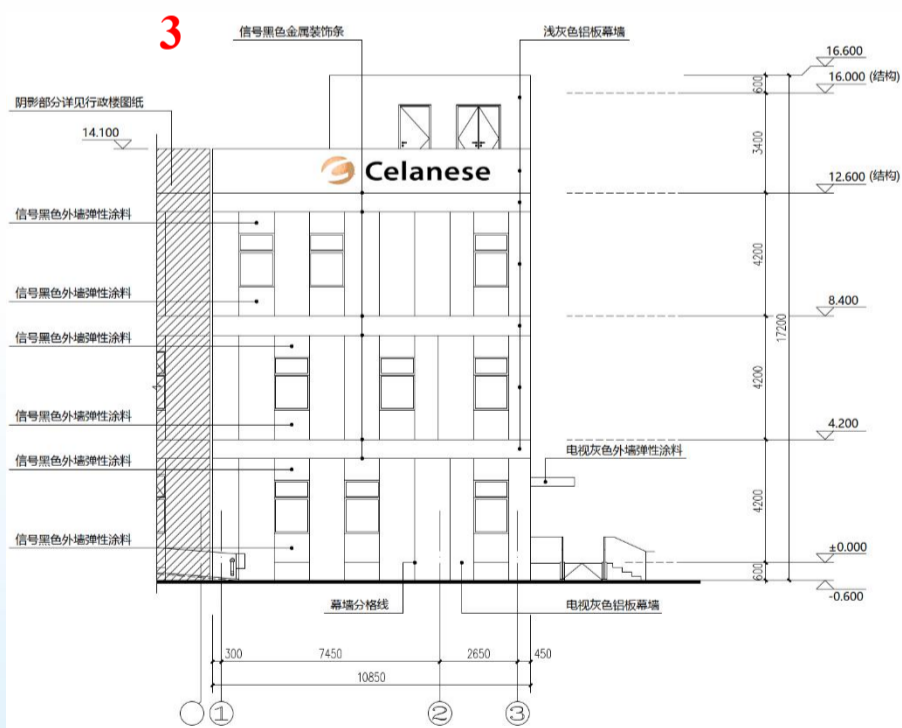 3
信号黑色金属装饰条
浅灰色铝板幕墙
16.600
16.000 (结构)
600
阴影部分详见行政楼图纸
14.100
3400
Celanese
12.600 (结构)
信号黑色外墙弹性涂料
4200
信号黑色外墙弹性涂料
8.400
17200
信号黑色外墙弹性涂料
4200
信号黑色外墙弹性涂料
4.200
电视灰色外墙弹性涂料
信号黑色外墙弹性涂料
4200
信号黑色外墙弹性涂料
±0.000
600
-0.600
幕墙分格线
电视灰色铝板幕墙
300
7450
2650
450
10850
1
2
3